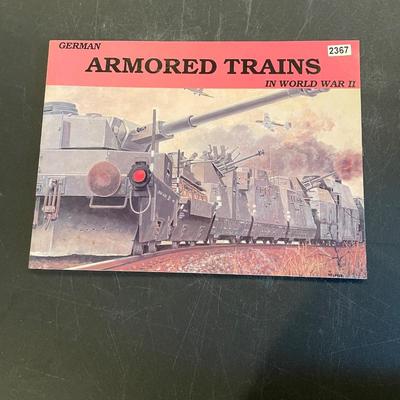 GERMAN
2367
ARMORED TRAINS
IN WORLD WAR II